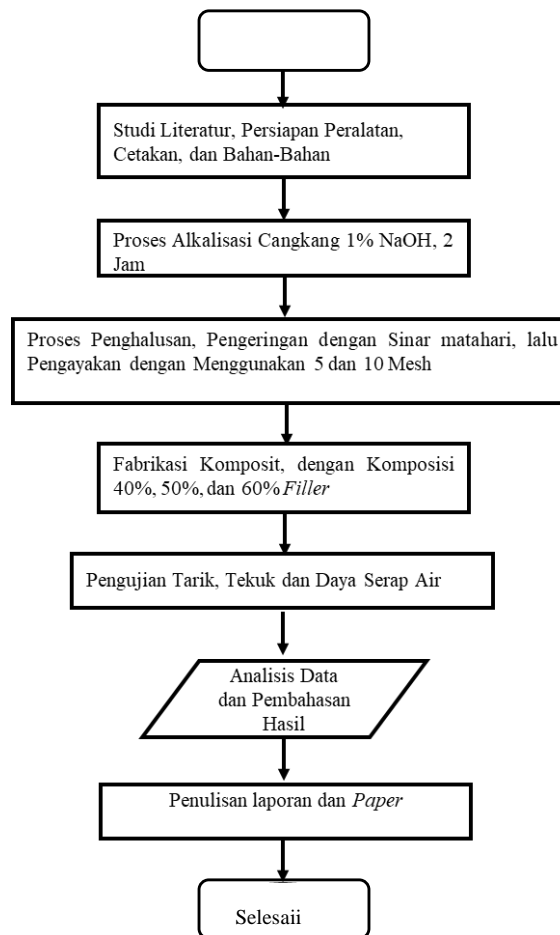 Studi Literatur, Persiapan Peralatan,
Cetakan, dan Bahan-Bahan
Proses Alkalisasi Cangkang 1% NaOH, 2
Jam
Proses Penghalusan, Pengeringan dengan Sinar matahari, lalu
Pengayakan dengan Menggunakan 5 dan 10 Mesh
Fabrikasi Komposit, dengan Komposisi
40%, 50%, dan 60% Filler
Pengujian Tarik, Tekuk dan Daya Serap Air
Analisis Data
dan Pembahasan
Hasil
Penulisan laporan dan Paper
Selesaii